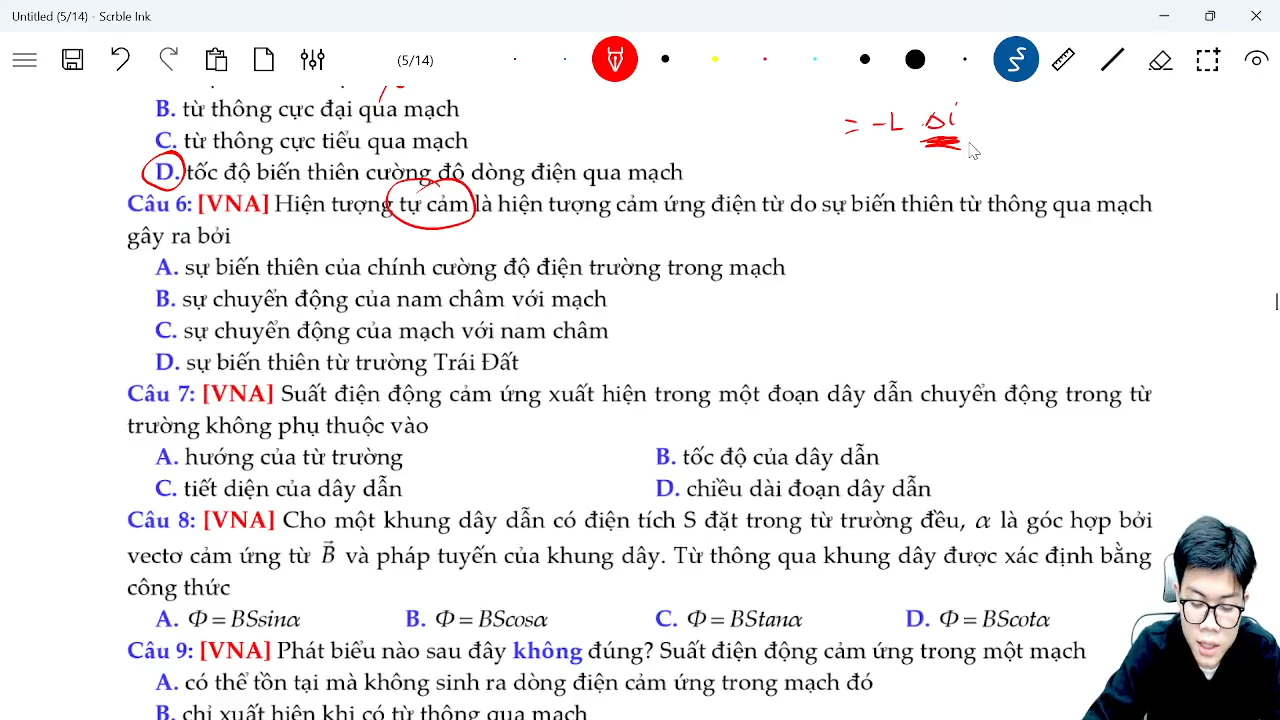 Untitled (5/14) - Scrble Ink
(5/14)
B. từ thông cực đại qua mạch
= -L Δi
C. từ thông cực tiểu qua mạch
D. tốc độ biến thiên cường độ dòng điện qua mạch
Câu 6: [VNA] Hiện tượng tự cảm là hiện tượng cảm ứng điện từ do sự biến thiên từ thông qua mạch
gây ra bởi
A. sự biến thiên của chính cường độ điện trường trong mạch
B. sự chuyển động của nam châm với mạch
C. sự chuyển động của mạch với nam châm
D. sự biến thiên từ trường Trái Đất
Câu 7: [VNA] Suất điện động cảm ứng xuất hiện trong một đoạn dây dẫn chuyển động trong từ
trường không phụ thuộc vào
A. hướng của từ trường B. tốc độ của dây dẫn
C. tiết diện của dây dẫn D. chiều dài đoạn dây dẫn
Câu 8: [VNA] Cho một khung dây dẫn có điện tích S đặt trong từ trường đều, α là góc hợp bởi
vectơ cảm ứng từ B⃗ và pháp tuyến của khung dây. Từ thông qua khung dây được xác định bằng
công thức
A. Φ = BSsinα B. Φ = BScosα C. Φ = BStanα D. Φ = BScotα
Câu 9: [VNA] Phát biểu nào sau đây không đúng? Suất điện động cảm ứng trong một mạch
A. có thể tồn tại mà không sinh ra dòng điện cảm ứng trong mạch đó
B. chỉ xuất hiện khi có từ thông qua mạch